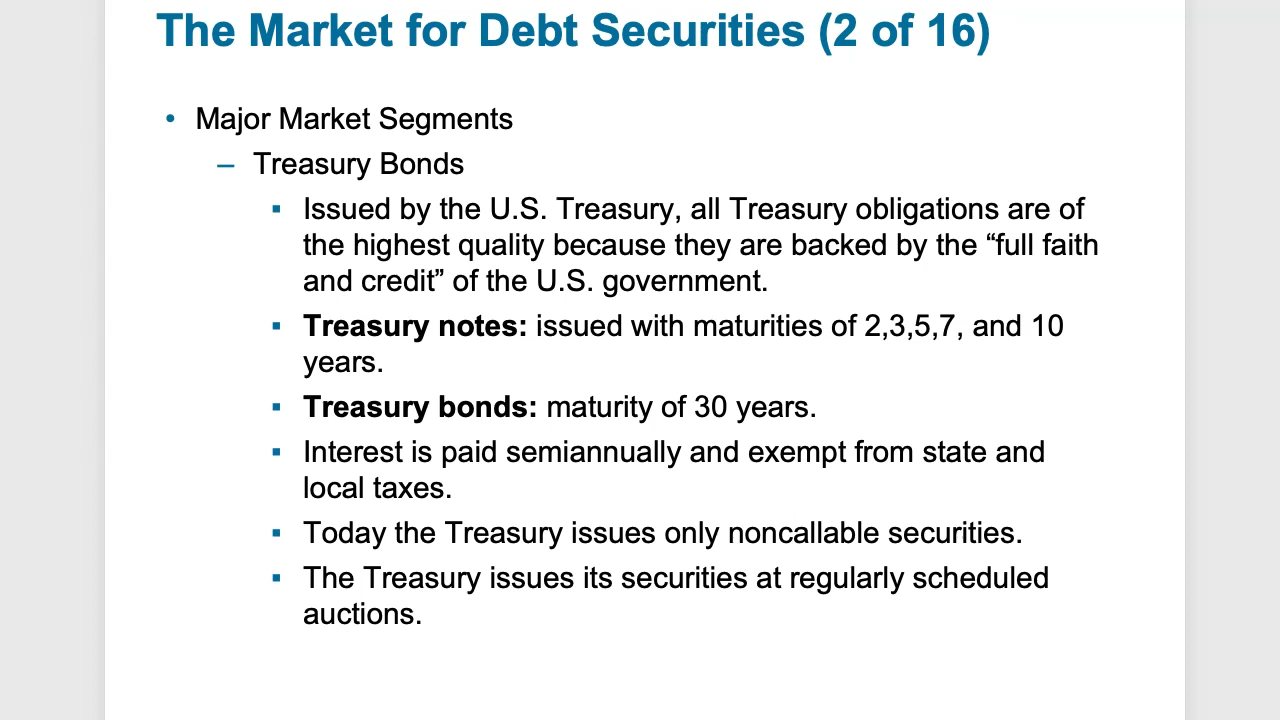 The Market for Debt Securities (2 of 16)
• Major Market Segments
– Treasury Bonds
▪ Issued by the U.S. Treasury, all Treasury obligations are of
the highest quality because they are backed by the “full faith
and credit” of the U.S. government.
▪ Treasury notes: issued with maturities of 2,3,5,7, and 10
years.
▪ Treasury bonds: maturity of 30 years.
▪ Interest is paid semiannually and exempt from state and
local taxes.
▪ Today the Treasury issues only noncallable securities.
▪ The Treasury issues its securities at regularly scheduled
auctions.